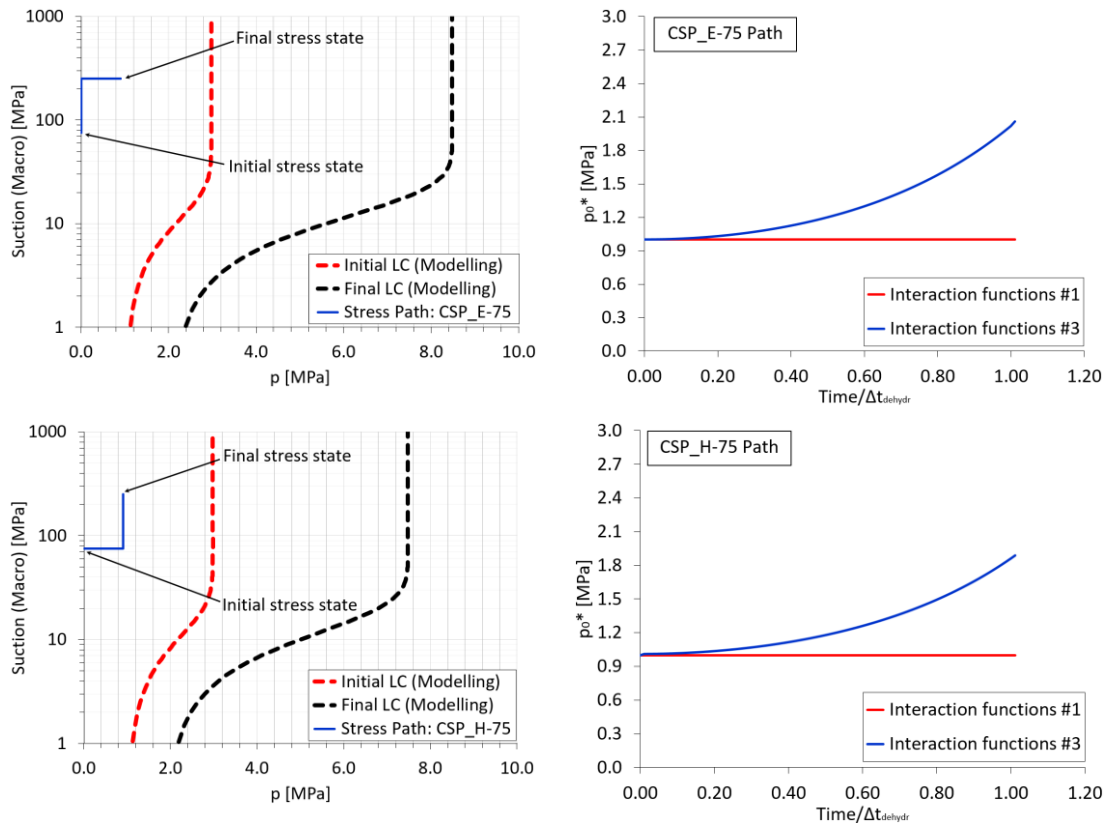 1000
100
10
1
Suction (Macro) [MPa]
Final stress state
Initial stress state
Initial LC (Modelling)
Final LC (Modelling)
Stress Path: CSP_E-75
0.0 2.0 4.0 6.0 8.0 10.0
p [MPa]
CSP_E-75 Path
3.0
2.7
2.4
2.1
1.8
1.5
1.2
0.9
0.6
0.3
0.0
p₀* [MPa]
Interaction functions #1
Interaction functions #3
0.00 0.20 0.40 0.60 0.80 1.00 1.20
Time/Δtdehydr
1000
100
10
1
Suction (Macro) [MPa]
Final stress state
Initial stress state
Initial LC (Modelling)
Final LC (Modelling)
Stress Path: CSP_H-75
0.0 2.0 4.0 6.0 8.0 10.0
p [MPa]
CSP_H-75 Path
3.0
2.7
2.4
2.1
1.8
1.5
1.2
0.9
0.6
0.3
0.0
p₀* [MPa]
Interaction functions #1
Interaction functions #3
0.00 0.20 0.40 0.60 0.80 1.00 1.20
Time/Δtdehydr